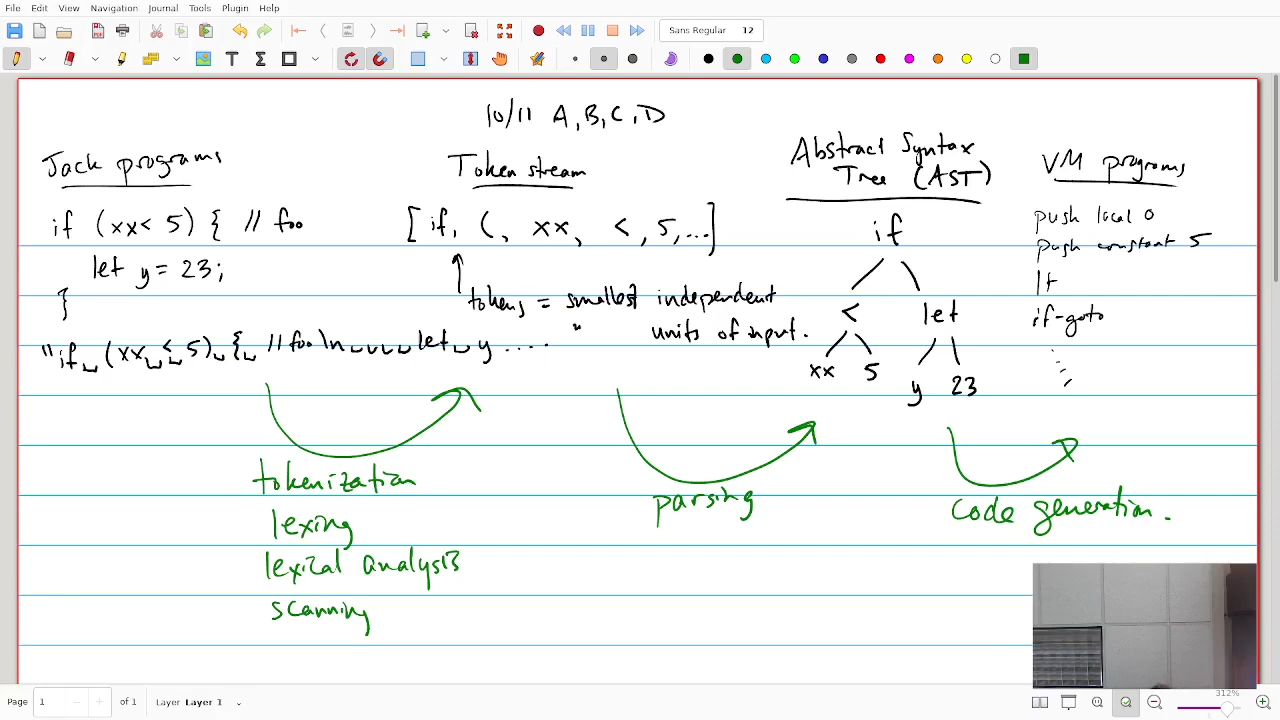 File Edit View Navigation Journal Tools Plugin Help
Sans Regular 12
10/11 A, B, C, D
Jack programs
if (xx< 5) { // foo
let y = 23;
}
"if␣(xx␣<␣5)␣{␣ //foo\n␣␣␣␣let␣y ....
Token stream
[if, (, xx, <, 5, ...]
tokens = smallest independent
units of input.
Abstract Syntax
Tree (AST)
if
< let
xx 5 y 23
VM programs
push local 0
push constant 5
lt
if-goto
tokenization
lexing
lexical analysis
scanning
parsing
code generation.
312%
Page 1 of 1 Layer Layer 1